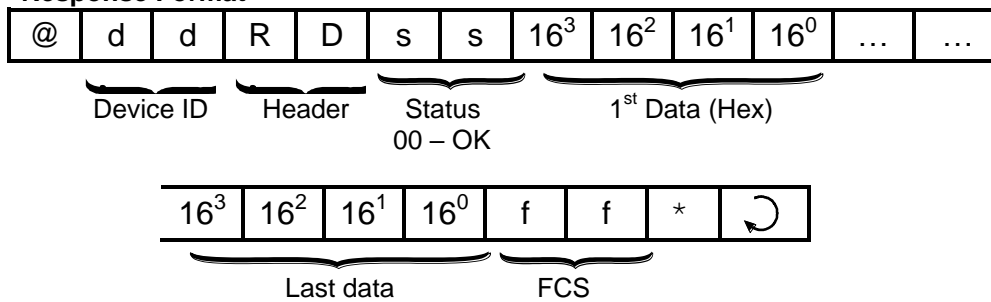 Response Format
@ d d R D s s 16³ 16² 16¹ 16⁰ … …
Device ID Header Status 1st Data (Hex)
00 – OK
16³ 16² 16¹ 16⁰ f f *
Last data FCS